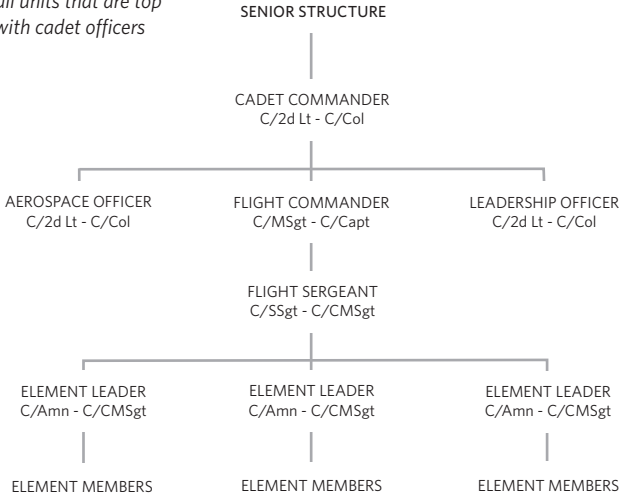 all units that are top
with cadet officers
SENIOR STRUCTURE
CADET COMMANDER
C/2d Lt - C/Col
AEROSPACE OFFICER
C/2d Lt - C/Col
FLIGHT COMMANDER
C/MSgt - C/Capt
LEADERSHIP OFFICER
C/2d Lt - C/Col
FLIGHT SERGEANT
C/SSgt - C/CMSgt
ELEMENT LEADER
C/Amn - C/CMSgt
ELEMENT LEADER
C/Amn - C/CMSgt
ELEMENT LEADER
C/Amn - C/CMSgt
ELEMENT MEMBERS
ELEMENT MEMBERS
ELEMENT MEMBERS